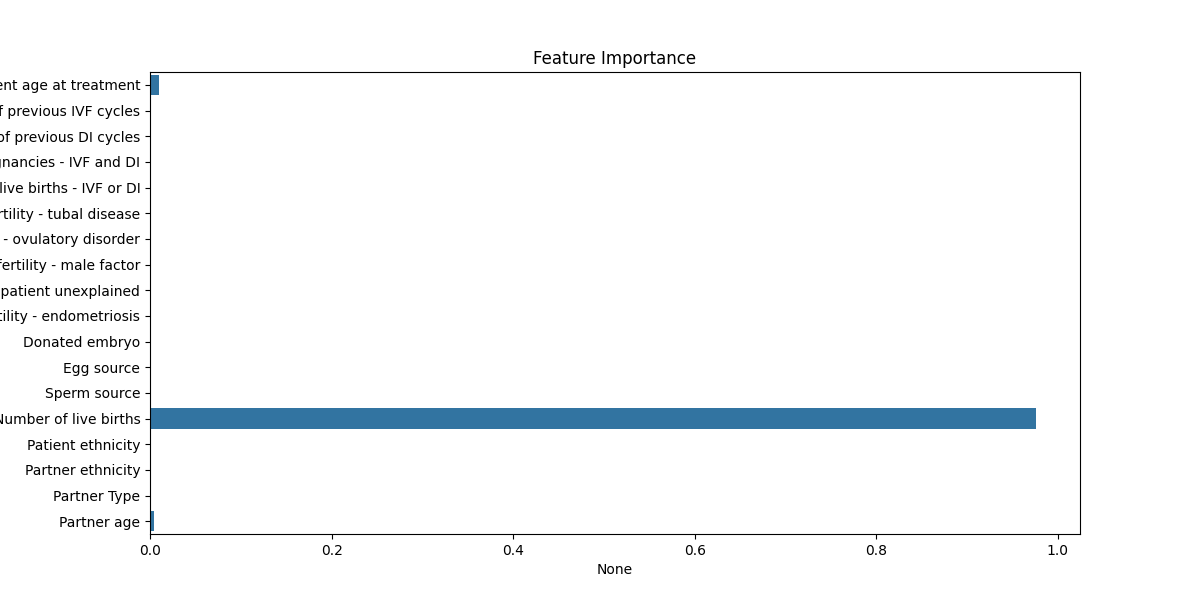 Feature Importance
ent age at treatment
f previous IVF cycles
of previous DI cycles
nancies - IVF and DI
live births - IVF or DI
rtility - tubal disease
- ovulatory disorder
fertility - male factor
patient unexplained
tility - endometriosis
Donated embryo
Egg source
Sperm source
Number of live births
Patient ethnicity
Partner ethnicity
Partner Type
Partner age
0.0 0.2 0.4 0.6 0.8 1.0
None